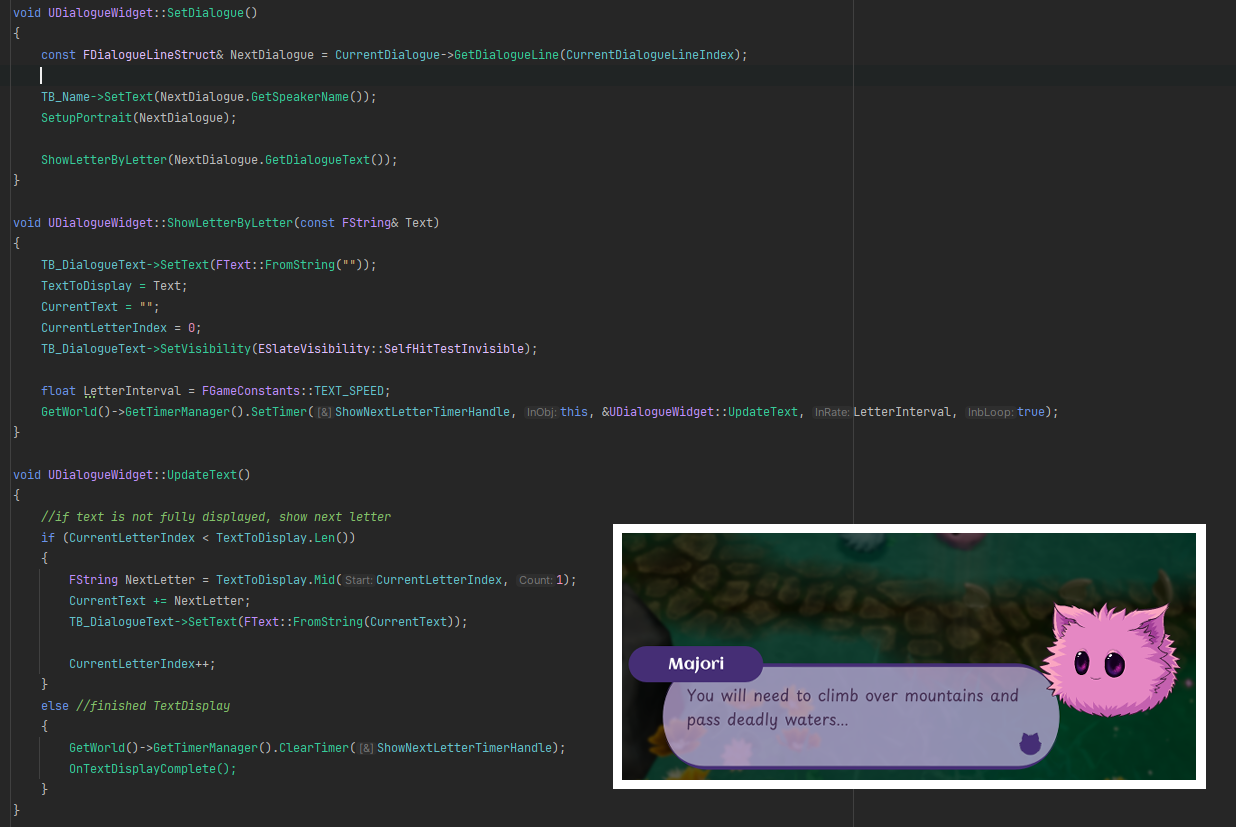 void UDialogueWidget::SetDialogue()
{
const FDialogueLineStruct& NextDialogue = CurrentDialogue->GetDialogueLine(CurrentDialogueLineIndex);
TB_Name->SetText(NextDialogue.GetSpeakerName());
SetupPortrait(NextDialogue);
ShowLetterByLetter(NextDialogue.GetDialogueText());
}
void UDialogueWidget::ShowLetterByLetter(const FString& Text)
{
TB_DialogueText->SetText(FText::FromString(""));
TextToDisplay = Text;
CurrentText = "";
CurrentLetterIndex = 0;
TB_DialogueText->SetVisibility(ESlateVisibility::SelfHitTestInvisible);
float LetterInterval = FGameConstants::TEXT_SPEED;
GetWorld()->GetTimerManager().SetTimer([&] ShowNextLetterTimerHandle, InObj: this, &UDialogueWidget::UpdateText, InRate: LetterInterval, InbLoop: true);
}
void UDialogueWidget::UpdateText()
{
//if text is not fully displayed, show next letter
if (CurrentLetterIndex < TextToDisplay.Len())
{
FString NextLetter = TextToDisplay.Mid( Start: CurrentLetterIndex, Count: 1);
CurrentText += NextLetter;
TB_DialogueText->SetText(FText::FromString(CurrentText));
CurrentLetterIndex++;
}
else //finished TextDisplay
{
GetWorld()->GetTimerManager().ClearTimer([&] ShowNextLetterTimerHandle);
OnTextDisplayComplete();
}
}
Majori
You will need to climb over mountains and
pass deadly waters...